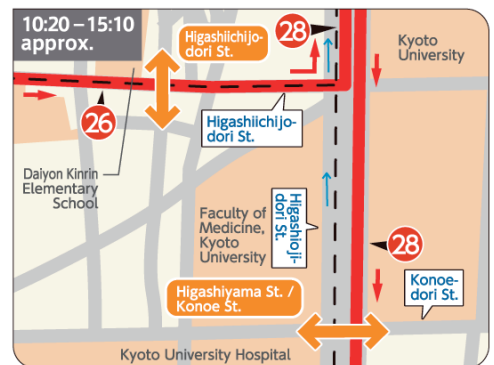 10:20 – 15:10
approx.
Higashiichijo-
dori St.
28
Kyoto
University
26
Higashiichijo-
dori St.
Daiyon Kinrin
Elementary
School
Faculty of
Medicine,
Kyoto
University
Higashioji-
dori St.
28
Higashiyama St. /
Konoe St.
Konoe-
dori St.
Kyoto University Hospital